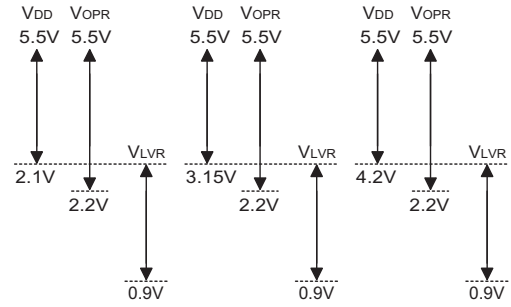 VDD VOPR VDD VOPR VDD VOPR
5.5V 5.5V 5.5V 5.5V 5.5V 5.5V
VLVR VLVR VLVR
2.1V 3.15V 4.2V
2.2V 2.2V 2.2V
0.9V 0.9V 0.9V